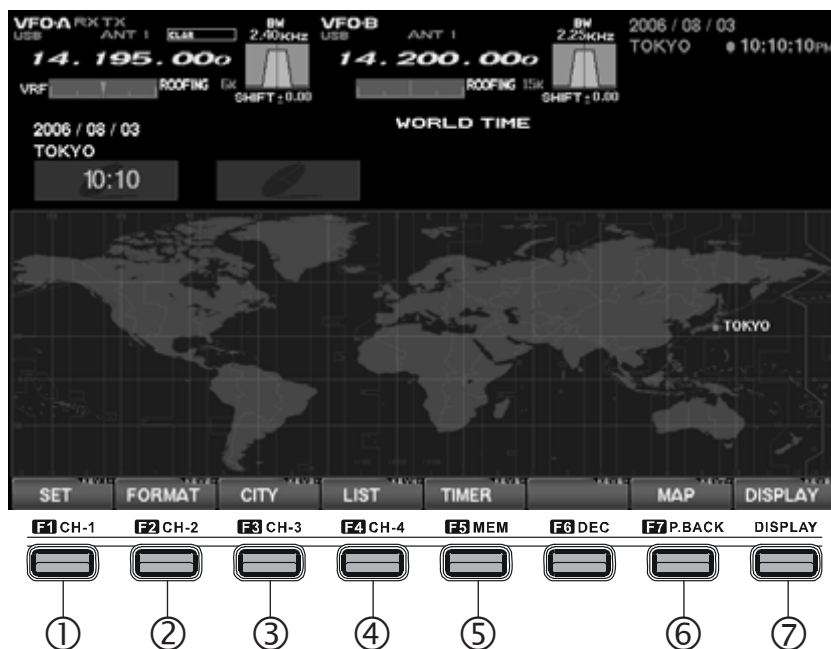 VFO-A RX TX BW VFO-B BW 2006 / 08 / 03
USB ANT 1 CLAR 2.40KHz USB ANT 1 2.25KHz TOKYO 10:10:10PM
14.195.000 14.200.000
VRF ROOFING 6K SHIFT±0.00 ROOFING 15K SHIFT±0.00
WORLD TIME
2006 / 08 / 03
TOKYO
10:10
TOKYO
SET FORMAT CITY LIST TIMER MAP DISPLAY
F1 CH-1 F2 CH-2 F3 CH-3 F4 CH-4 F5 MEM F6 DEC F7 P.BACK DISPLAY
① ② ③ ④ ⑤ ⑥ ⑦